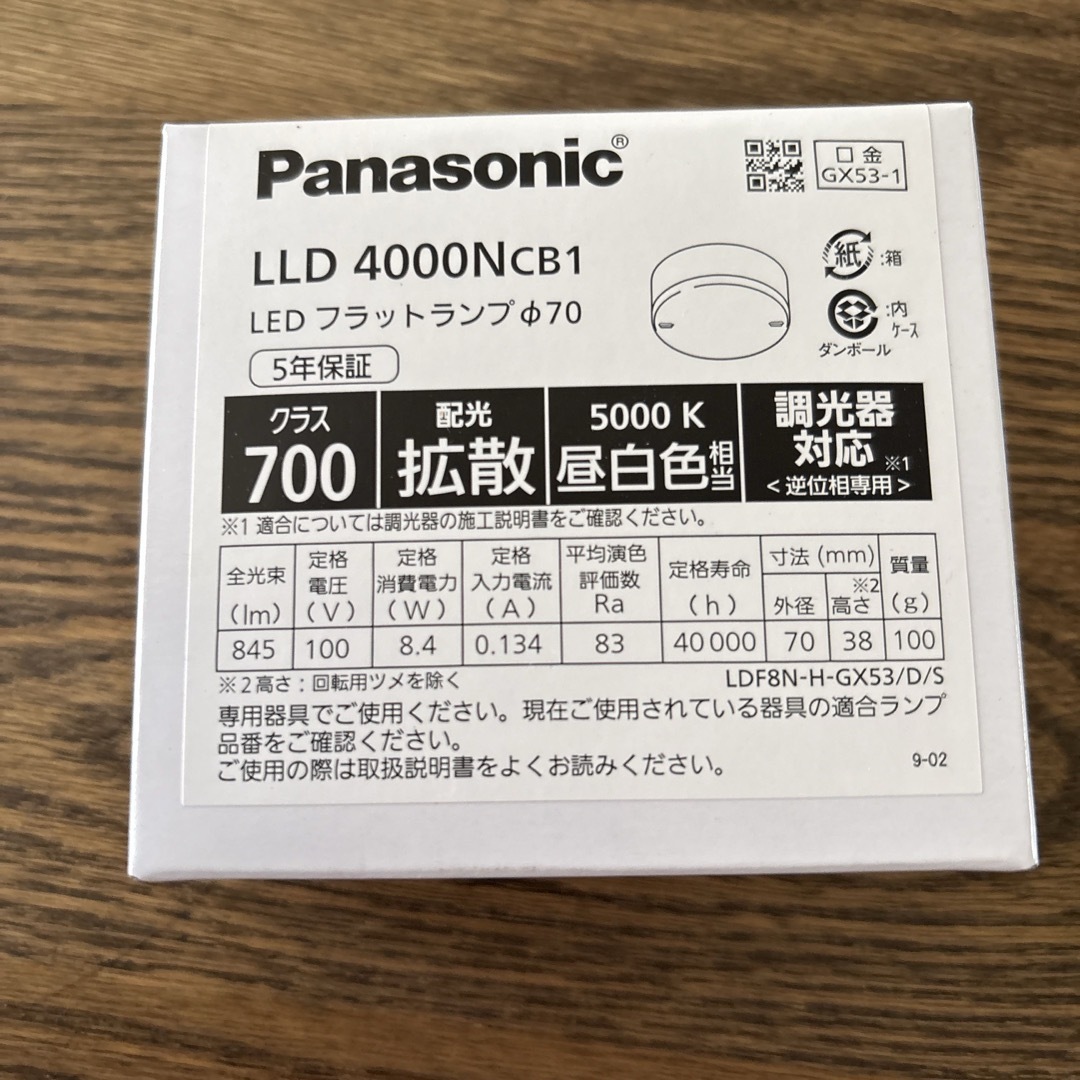 Panasonic®
口金
GX53-1
LLD 4000NCB1
LED フラットランプφ70
5年保証
紙 :箱
:内ケース
ダンボール
クラス
700
配光
拡散
5000 K
昼白色相当
調光器
対応 ※1
<逆位相専用>
※1 適合については調光器の施工説明書をご確認ください。
全光束 (lm) 定格電圧 (V) 定格消費電力 (W) 定格入力電流 (A) 平均演色評価数 Ra 定格寿命 (h) 寸法 (mm) 外径 高さ※2 質量 (g)
845 100 8.4 0.134 83 40000 70 38 100
※2 高さ：回転用ツメを除く
LDF8N-H-GX53/D/S
専用器具でご使用ください。現在ご使用されている器具の適合ランプ
品番をご確認ください。
ご使用の際は取扱説明書をよくお読みください。
9-02